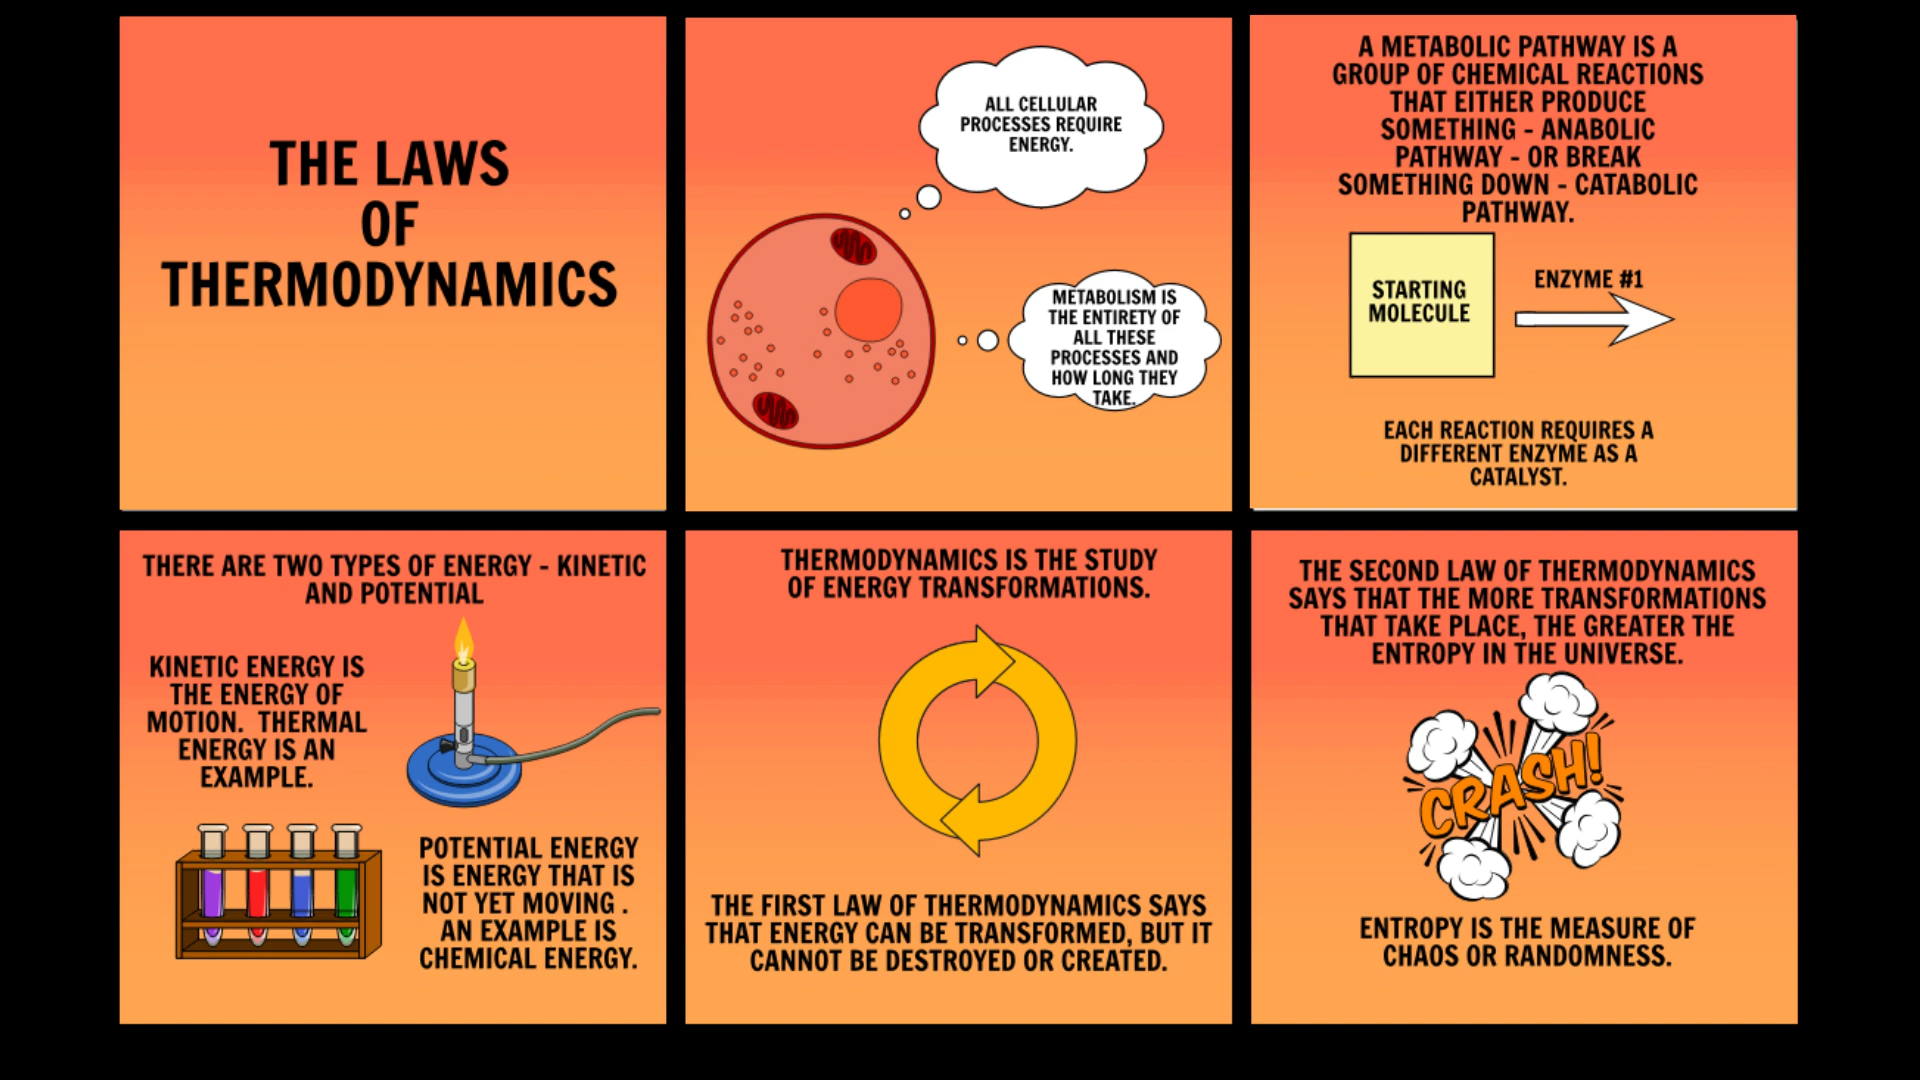 THE LAWS
OF
THERMODYNAMICS
ALL CELLULAR
PROCESSES REQUIRE
ENERGY.
METABOLISM IS
THE ENTIRETY OF
ALL THESE
PROCESSES AND
HOW LONG THEY
TAKE.
A METABOLIC PATHWAY IS A
GROUP OF CHEMICAL REACTIONS
THAT EITHER PRODUCE
SOMETHING - ANABOLIC
PATHWAY - OR BREAK
SOMETHING DOWN - CATABOLIC
PATHWAY.
STARTING
MOLECULE
ENZYME #1
EACH REACTION REQUIRES A
DIFFERENT ENZYME AS A
CATALYST.
THERE ARE TWO TYPES OF ENERGY - KINETIC
AND POTENTIAL
KINETIC ENERGY IS
THE ENERGY OF
MOTION. THERMAL
ENERGY IS AN
EXAMPLE.
POTENTIAL ENERGY
IS ENERGY THAT IS
NOT YET MOVING .
AN EXAMPLE IS
CHEMICAL ENERGY.
THERMODYNAMICS IS THE STUDY
OF ENERGY TRANSFORMATIONS.
THE FIRST LAW OF THERMODYNAMICS SAYS
THAT ENERGY CAN BE TRANSFORMED, BUT IT
CANNOT BE DESTROYED OR CREATED.
THE SECOND LAW OF THERMODYNAMICS
SAYS THAT THE MORE TRANSFORMATIONS
THAT TAKE PLACE, THE GREATER THE
ENTROPY IN THE UNIVERSE.
CRASH!
ENTROPY IS THE MEASURE OF
CHAOS OR RANDOMNESS.